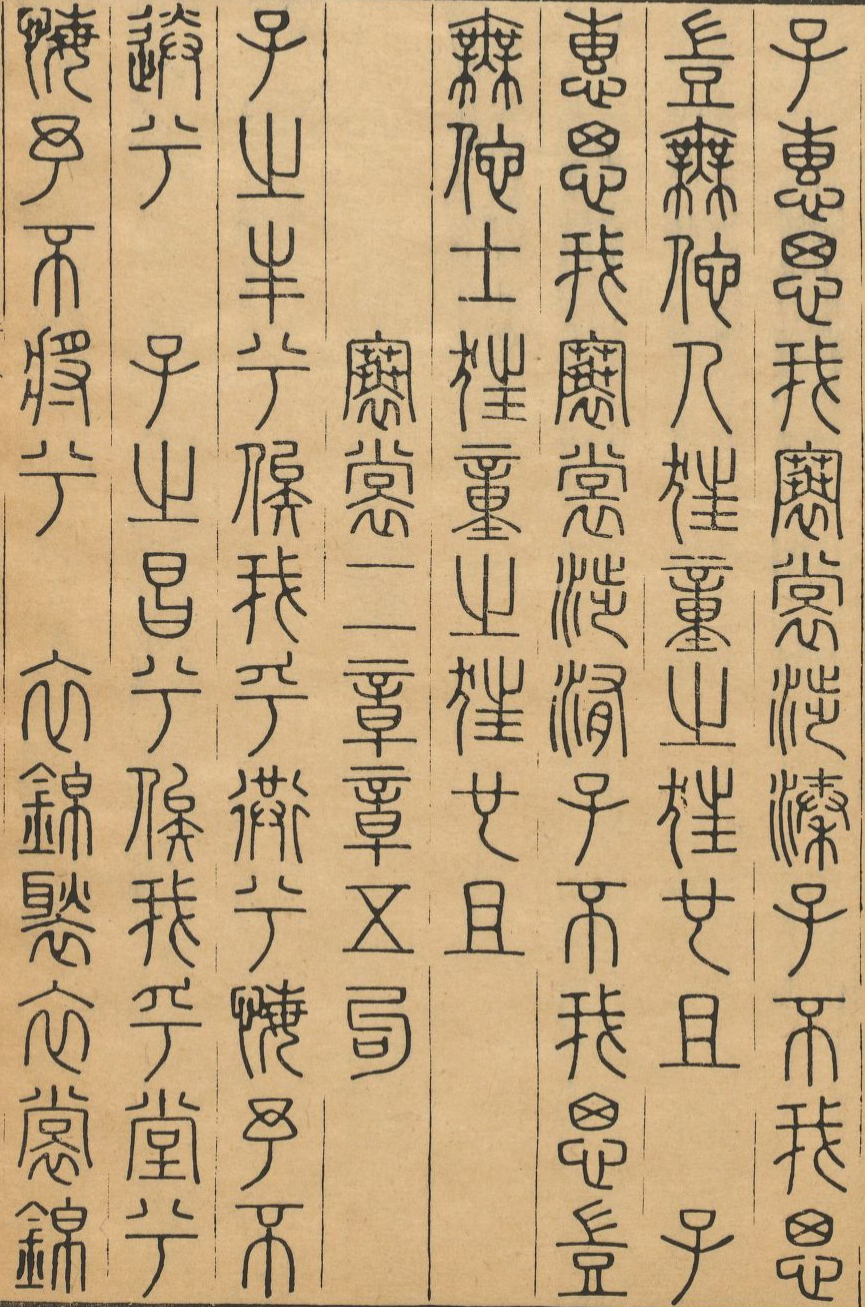 子惠思我褰裳涉溱子不我思
豈無佗人狂童之狂也且　子
惠思我褰裳涉洧子不我思豈
無佗士狂童之狂也且
褰裳二章章五句
子之丰兮俟我乎巷兮悔予不
送兮　子之昌兮俟我乎堂兮
悔予不將兮　衣錦褧衣裳錦